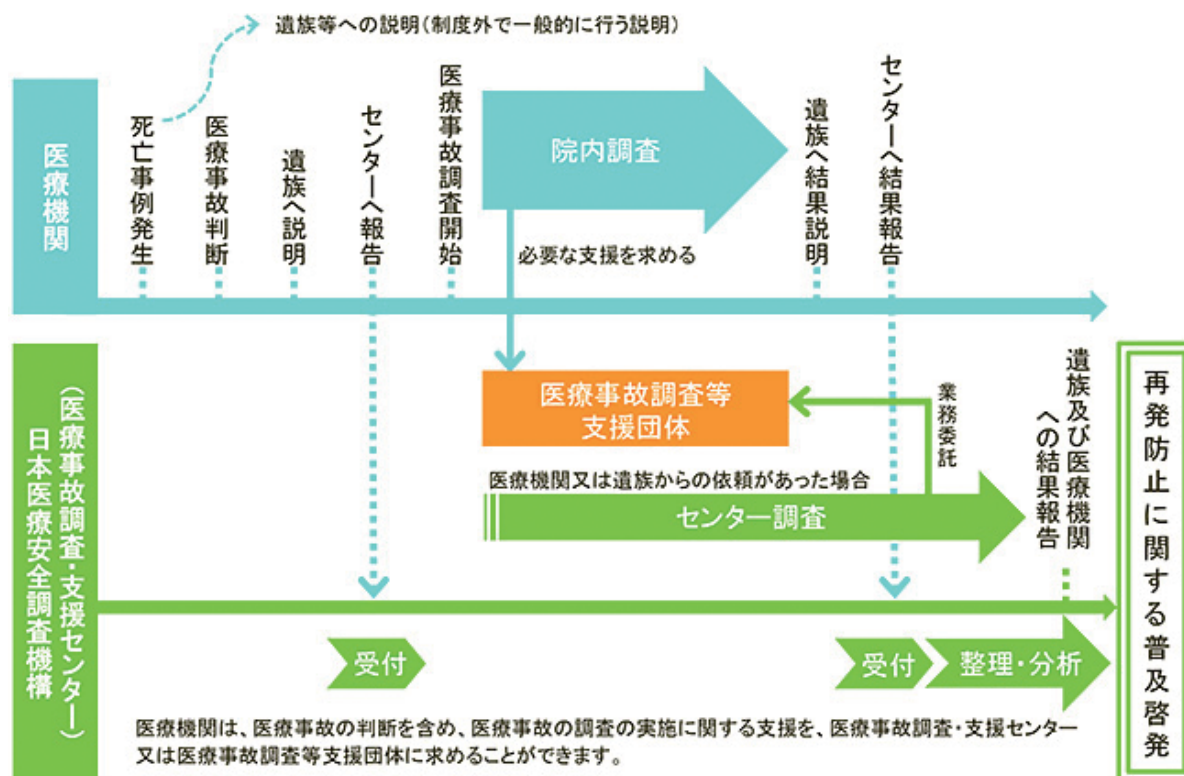 遺族等への説明（制度外で一般的に行う説明）
医療機関
死亡事例発生
医療事故判断
遺族へ説明
センターへ報告
医療事故調査開始
院内調査
遺族へ結果説明
センターへ結果報告
必要な支援を求める
医療事故調査等
支援団体
業務委託
医療機関又は遺族からの依頼があった場合
センター調査
遺族及び医療機関
への結果報告
再発防止に関する普及啓発
（医療事故調査・支援センター）
日本医療安全調査機構
受付
受付
整理・分析
医療機関は、医療事故の判断を含め、医療事故の調査の実施に関する支援を、医療事故調査・支援センター
又は医療事故調査等支援団体に求めることができます。